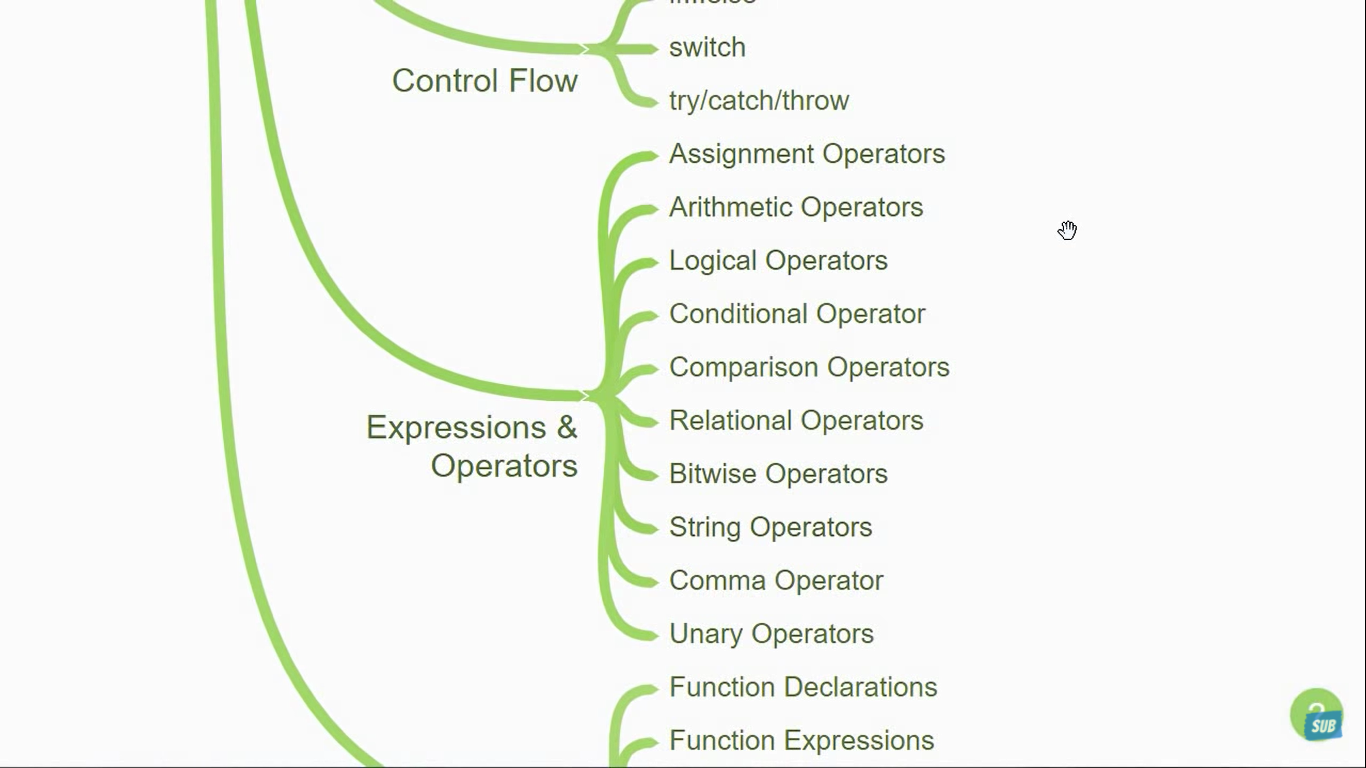 switch
Control Flow
try/catch/throw
Assignment Operators
Arithmetic Operators
Logical Operators
Conditional Operator
Comparison Operators
Relational Operators
Expressions &
Operators
Bitwise Operators
String Operators
Comma Operator
Unary Operators
Function Declarations
Function Expressions
SUB